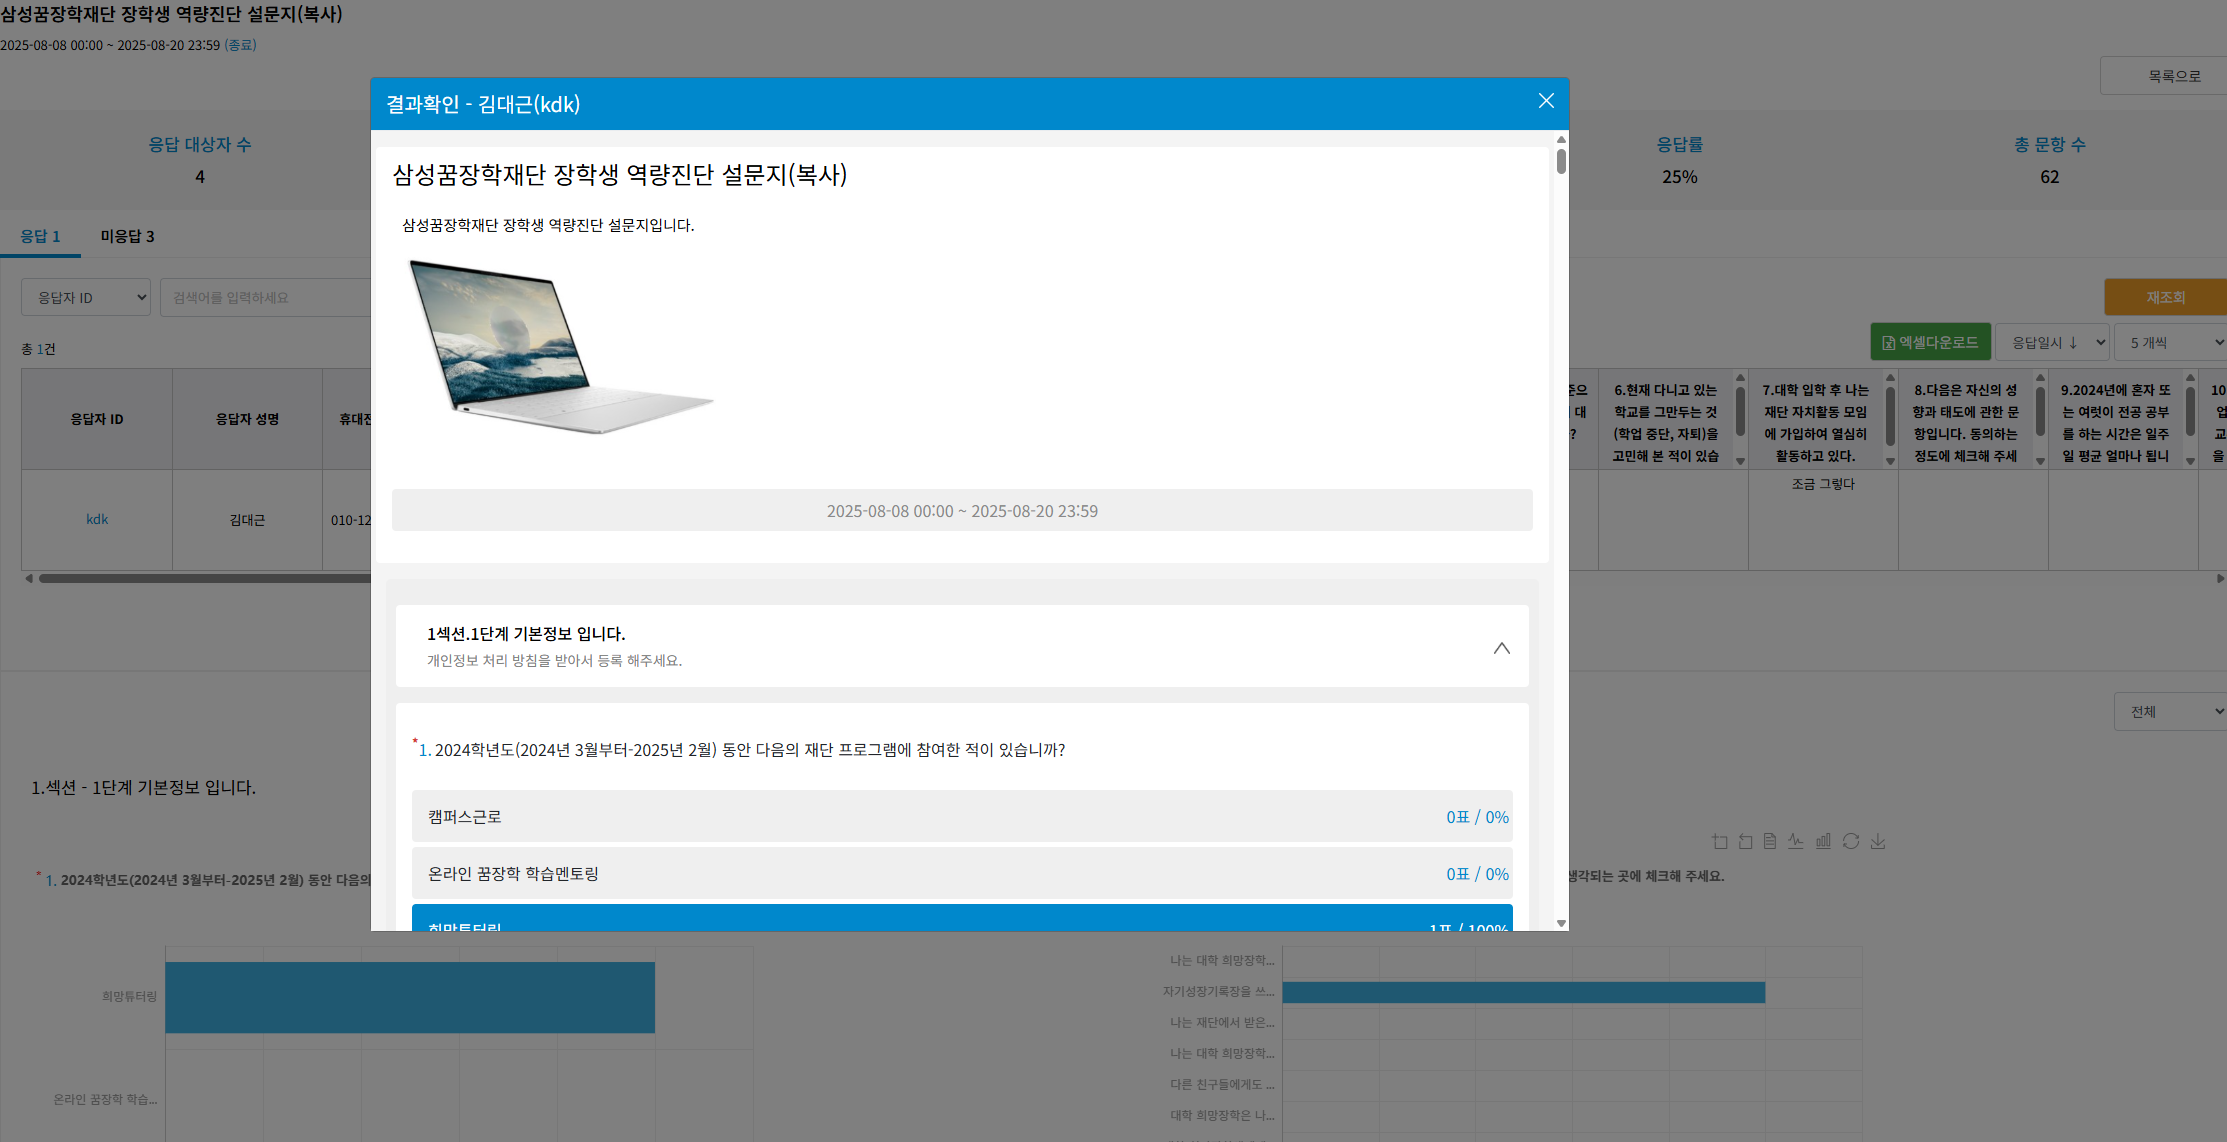 삼성꿈장학재단 장학생 역량진단 설문지(복사)
2025-08-08 00:00 ~ 2025-08-20 23:59 (종료)
목록으로
응답 대상자 수
4
응답률
25%
총 문항 수
62
응답 1
미응답 3
응답자 ID
검색어를 입력하세요
재조회
총 1건
엑셀다운로드
응답일시 ↓
5 개씩
응답자 ID
응답자 성명
휴대전
6.현재 다니고 있는
학교를 그만두는 것
(학업 중단, 자퇴)을
고민해 본 적이 있습
7.대학 입학 후 나는
재단 자치활동 모임
에 가입하여 열심히
활동하고 있다.
8.다음은 자신의 성
향과 태도에 관한 문
항입니다. 동의하는
정도에 체크해 주세
9.2024년에 혼자 또
는 여럿이 전공 공부
를 하는 시간은 일주
일 평균 얼마나 됩니
10
업
교
을
kdk
김대근
010-12
조금 그렇다
전체
1.섹션 - 1단계 기본정보 입니다.
* 1. 2024학년도(2024년 3월부터-2025년 2월) 동안 다음의
생각되는 곳에 체크해 주세요.
희망튜터링
온라인 꿈장학 학습...
나는 대학 희망장학...
자기성장기록장을 쓰...
나는 재단에서 받은...
나는 대학 희망장학...
다른 친구들에게도 ...
대학 희망장학은 나...
결과확인 - 김대근(kdk)
삼성꿈장학재단 장학생 역량진단 설문지(복사)
삼성꿈장학재단 장학생 역량진단 설문지입니다.
2025-08-08 00:00 ~ 2025-08-20 23:59
1섹션.1단계 기본정보 입니다.
개인정보 처리 방침을 받아서 등록 해주세요.
*1. 2024학년도(2024년 3월부터-2025년 2월) 동안 다음의 재단 프로그램에 참여한 적이 있습니까?
캠퍼스근로
0표 / 0%
온라인 꿈장학 학습멘토링
0표 / 0%
희망튜터링
1표 / 100%